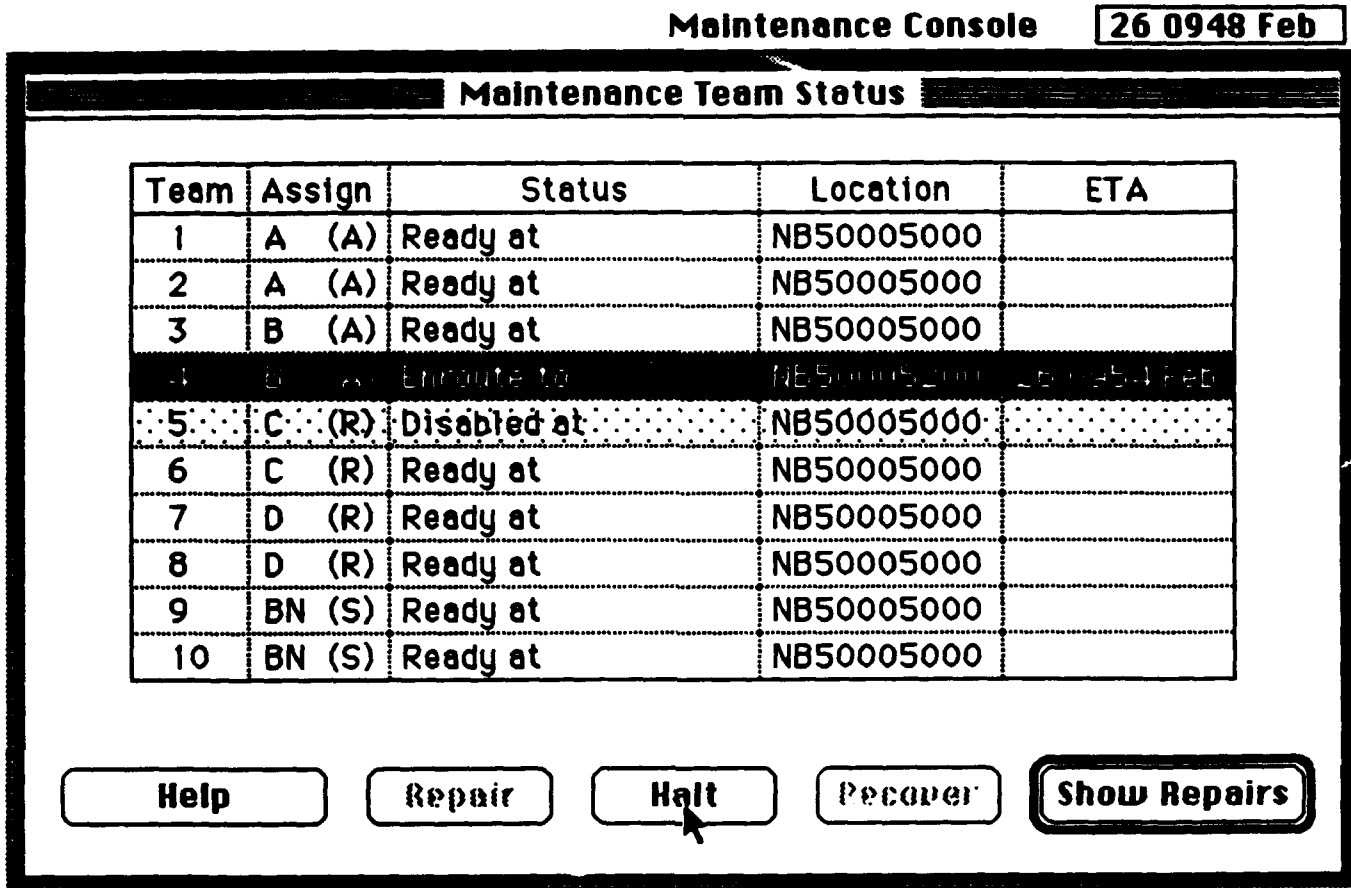 Maintenance Console 26 0948 Feb
Maintenance Team Status
Team Assign Status Location ETA
1 A (A) Ready at NB50005000
2 A (A) Ready at NB50005000
3 B (A) Ready at NB50005000
4 Enroute to
5 C (R) Disabled at NB50005000
6 C (R) Ready at NB50005000
7 D (R) Ready at NB50005000
8 D (R) Ready at NB50005000
9 BN (S) Ready at NB50005000
10 BN (S) Ready at NB50005000
Help Repair Halt Recover Show Repairs